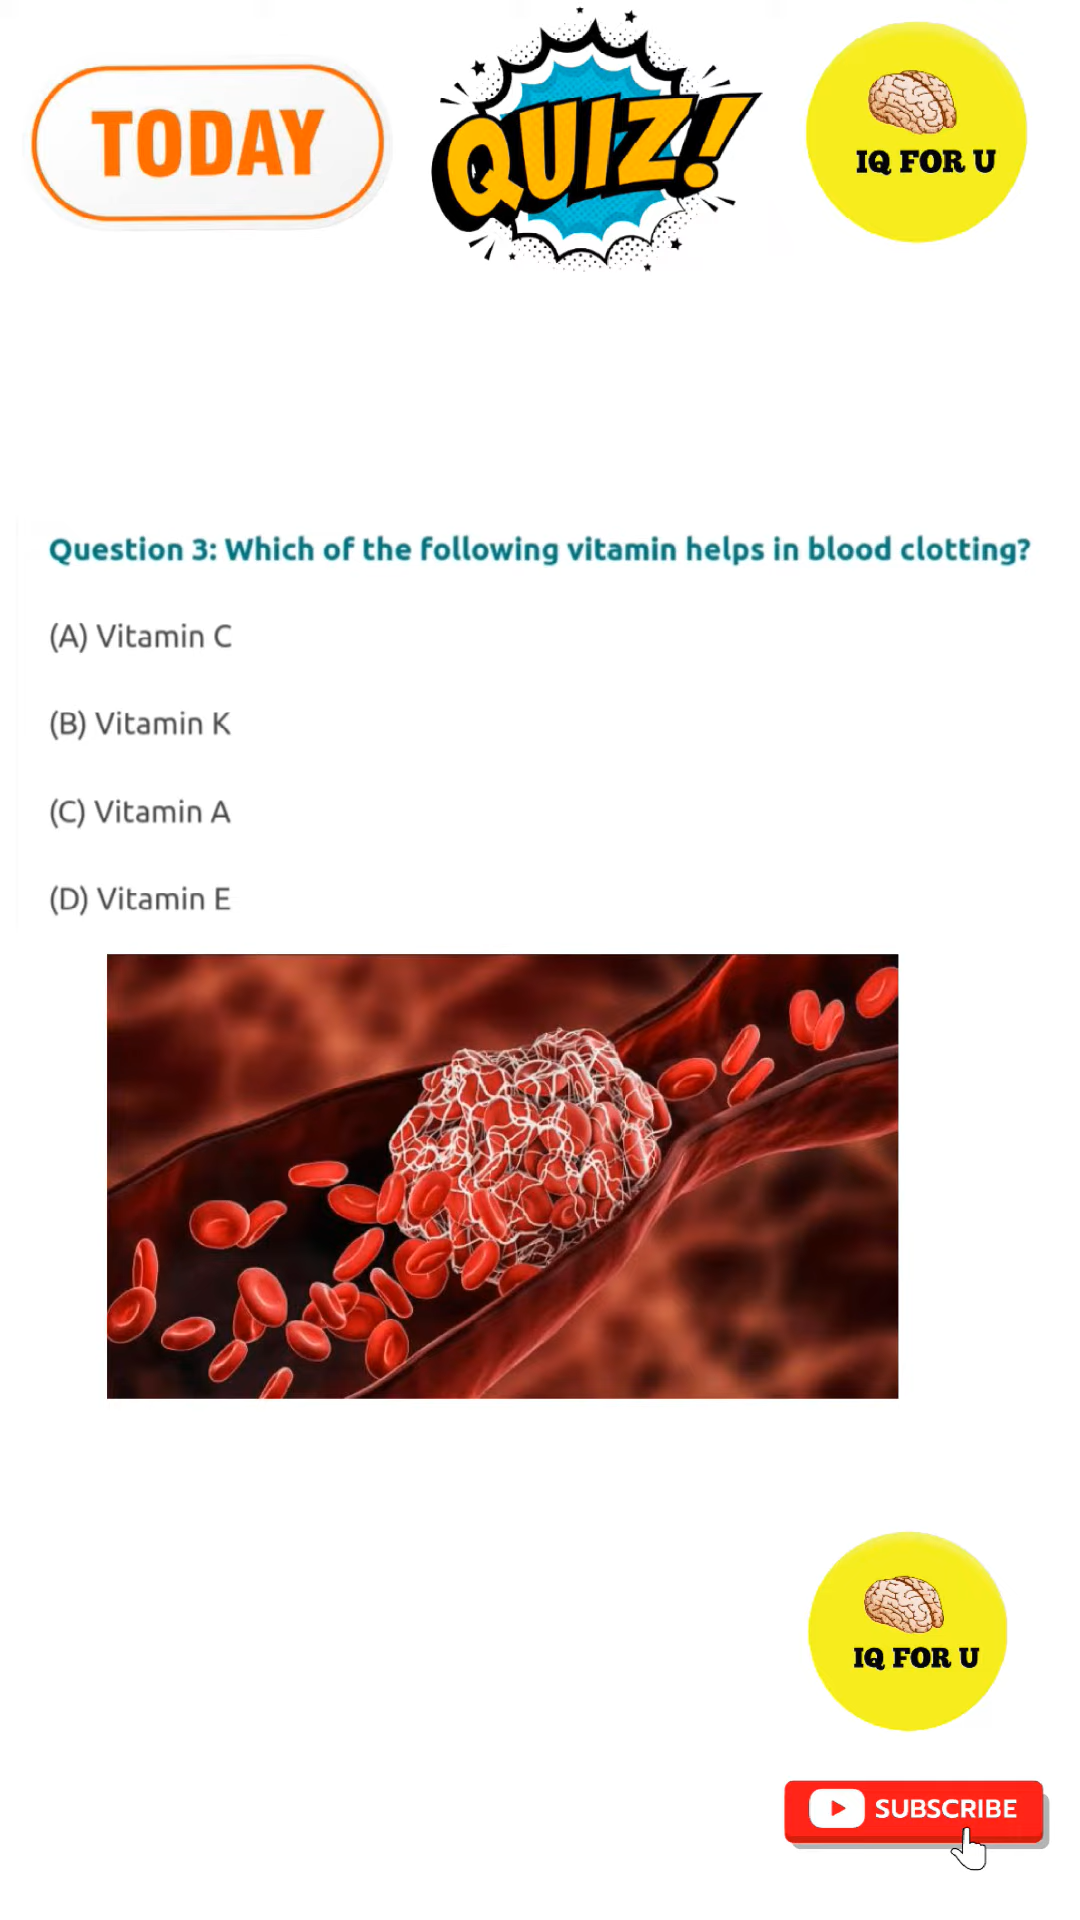 TODAY
QUIZ!
IQ FOR U
Question 3: Which of the following vitamin helps in blood clotting?
(A) Vitamin C
(B) Vitamin K
(C) Vitamin A
(D) Vitamin E
IQ FOR U
SUBSCRIBE